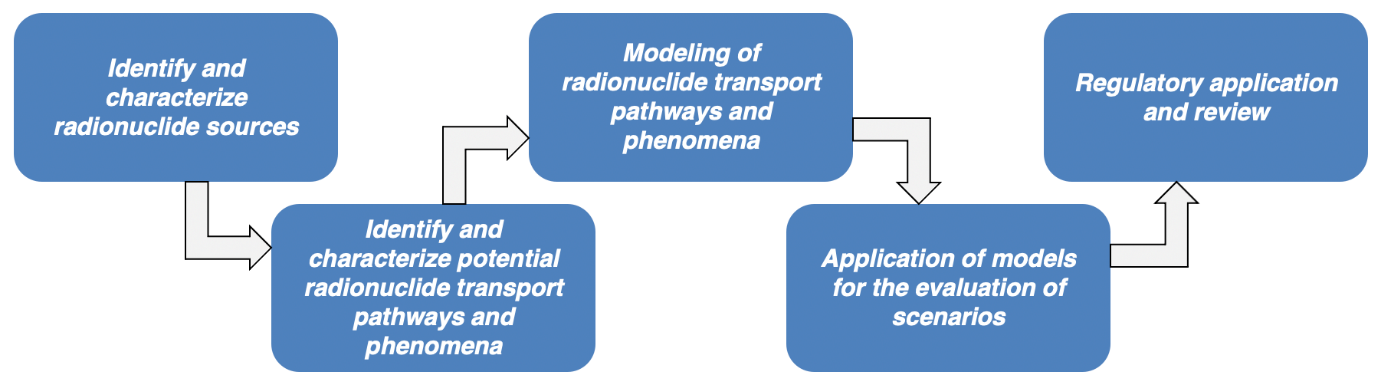 Identify and
characterize
radionuclide sources
Identify and
characterize potential
radionuclide transport
pathways and
phenomena
Modeling of
radionuclide transport
pathways and
phenomena
Application of models
for the evaluation of
scenarios
Regulatory application
and review